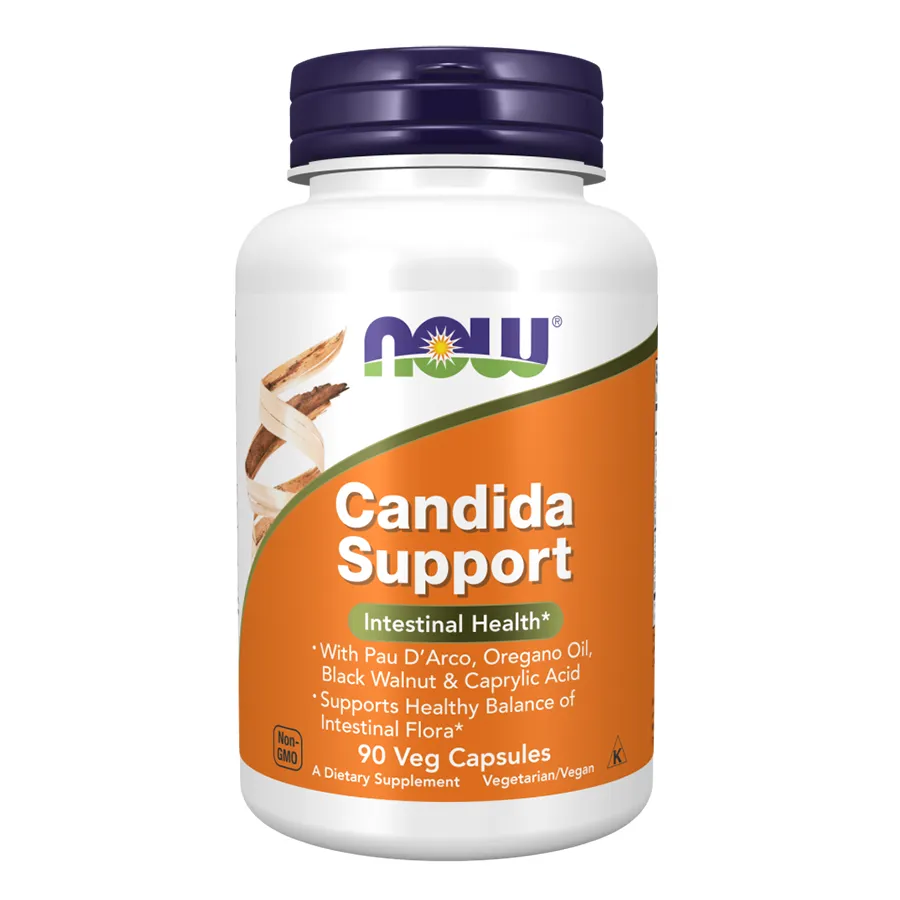 NOW®
Candida
Support
Intestinal Health*
• With Pau D'Arco, Oregano Oil,
Black Walnut & Caprylic Acid
• Supports Healthy Balance of
Intestinal Flora*
Non-
GMO
90 Veg Capsules
K
A Dietary Supplement Vegetarian/Vegan